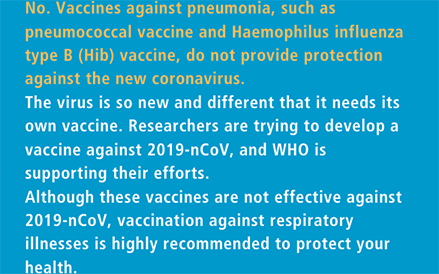 No. Vaccines against pneumonia, such as
pneumococcal vaccine and Haemophilus influenza
type B (Hib) vaccine, do not provide protection
against the new coronavirus.
The virus is so new and different that it needs its
own vaccine. Researchers are trying to develop a
vaccine against 2019-nCoV, and WHO is
supporting their efforts.
Although these vaccines are not effective against
2019-nCoV, vaccination against respiratory
illnesses is highly recommended to protect your
health.